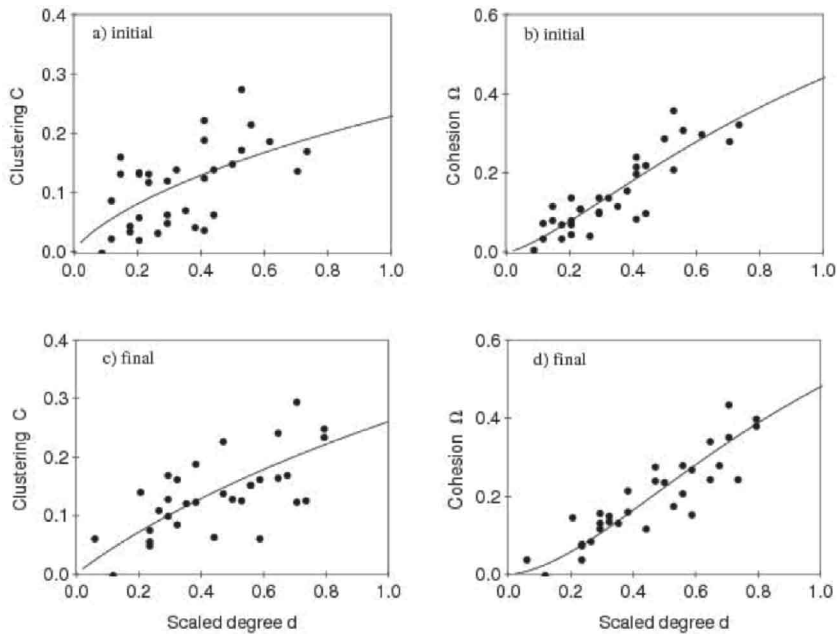 a) initial
0.4
0.3
0.2
0.1
0.0
Clustering C
0.0 0.2 0.4 0.6 0.8 1.0
b) initial
0.6
0.4
0.2
0.0
Cohesion Ω
0.0 0.2 0.4 0.6 0.8 1.0
c) final
0.4
0.3
0.2
0.1
0.0
Clustering C
0.0 0.2 0.4 0.6 0.8 1.0
Scaled degree d
d) final
0.6
0.4
0.2
0.0
Cohesion Ω
0.0 0.2 0.4 0.6 0.8 1.0
Scaled degree d